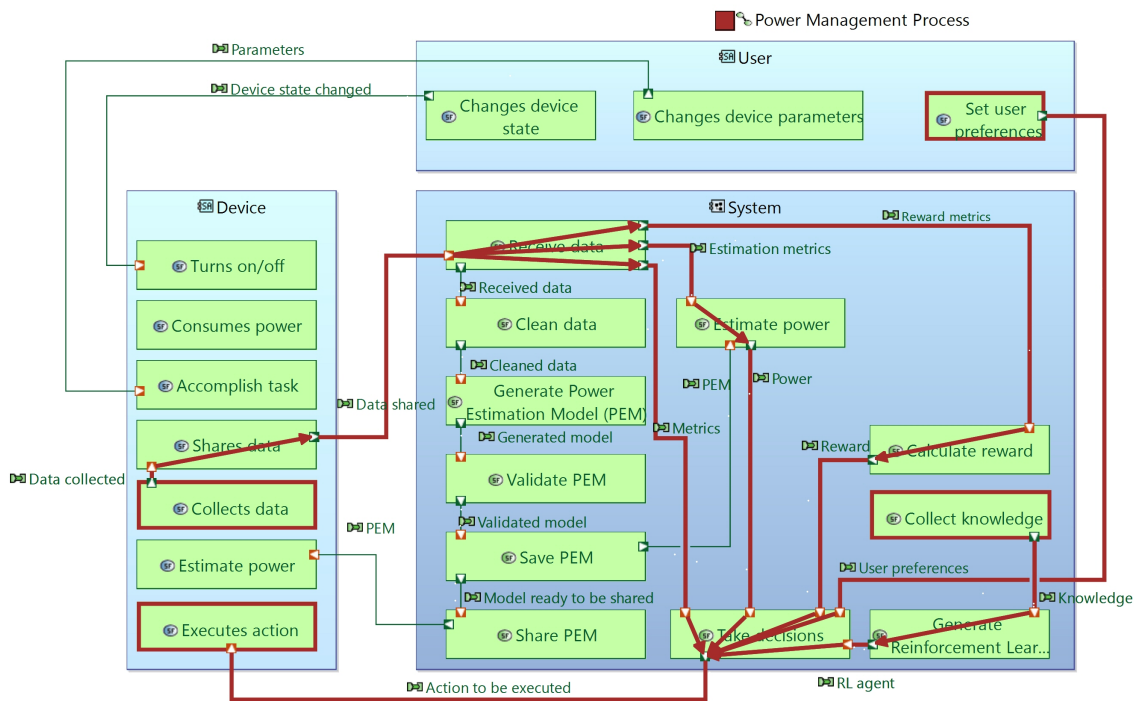 Power Management Process
Parameters
User
Device state changed
Changes device
state
Changes device parameters
Set user
preferences
Device
System
Reward metrics
Receive data
Estimation metrics
Turns on/off
Received data
Consumes power
Clean data
Estimate power
Cleaned data
Power
PEM
Accomplish task
Generate Power
Estimation Model (PEM)
Data shared
Metrics
Generated model
Shares data
Reward
Calculate reward
Data collected
Validate PEM
Collects data
Collect knowledge
PEM
Validated model
Save PEM
Estimate power
User preferences
Model ready to be shared
Knowledge
Executes action
Share PEM
Take decisions
Generate
Reinforcement Lear...
Action to be executed
RL agent